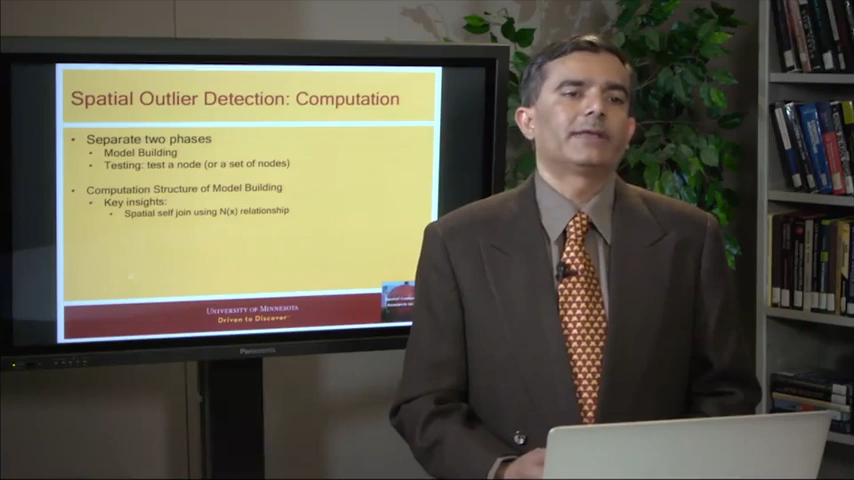 Spatial Outlier Detection: Computation
• Separate two phases
• Model Building
• Testing: test a node (or a set of nodes)
• Computation Structure of Model Building
• Key insights:
• Spatial self join using N(x) relationship
UNIVERSITY OF MINNESOTA
Driven to Discover
Panasonic